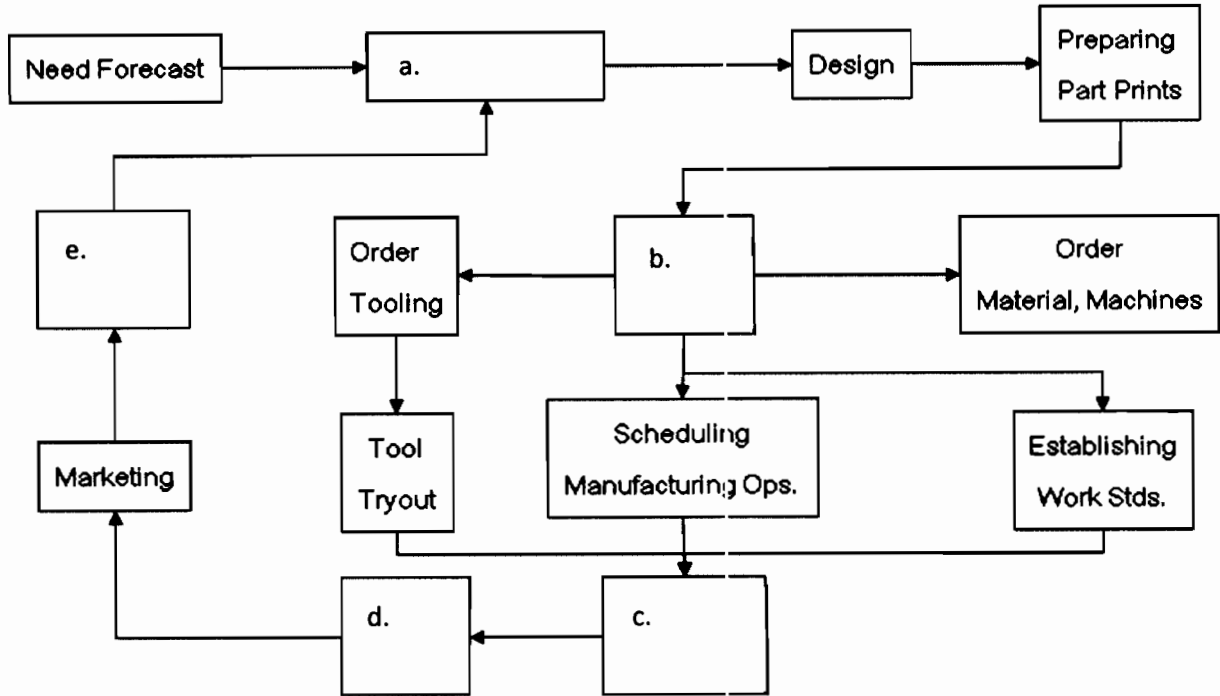 Need Forecast
a.
Design
Preparing
Part Prints
e.
Order
Tooling
b.
Order
Material, Machines
Marketing
Tool
Tryout
Scheduling
Manufacturing Ops.
Establishing
Work Stds.
d.
c.